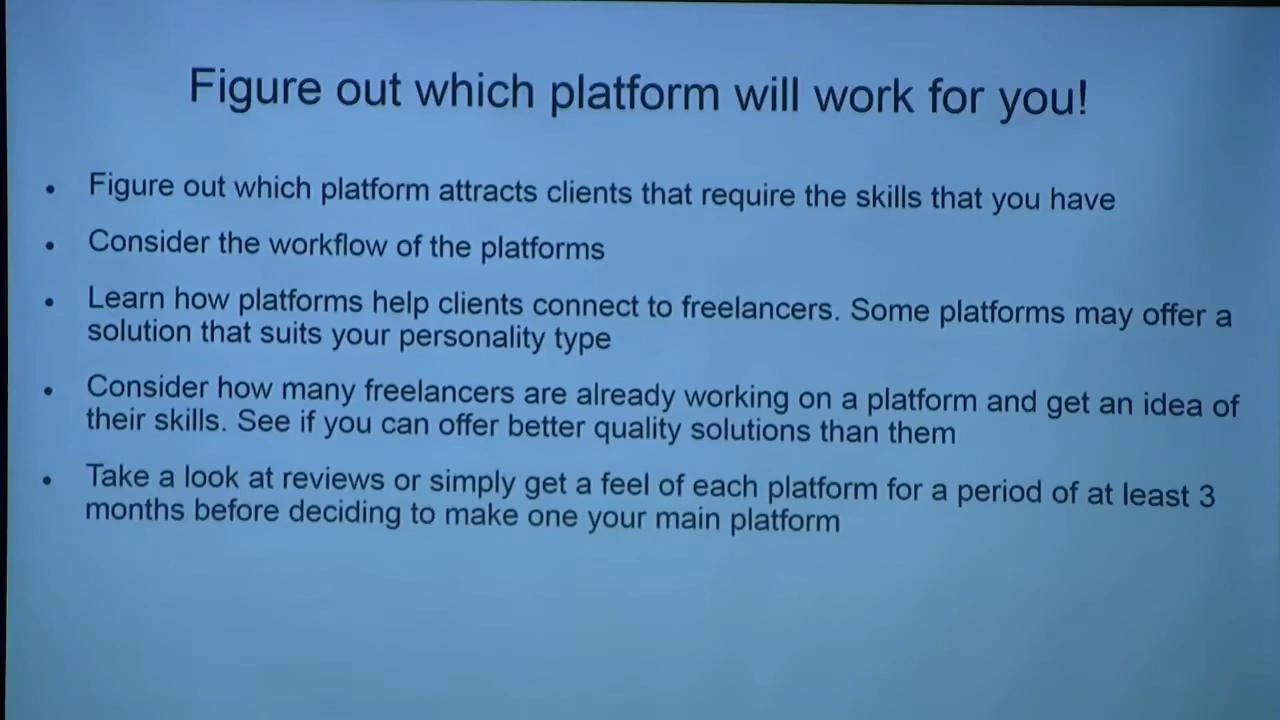 Figure out which platform will work for you!
• Figure out which platform attracts clients that require the skills that you have
• Consider the workflow of the platforms
• Learn how platforms help clients connect to freelancers. Some platforms may offer a
solution that suits your personality type
• Consider how many freelancers are already working on a platform and get an idea of
their skills. See if you can offer better quality solutions than them
• Take a look at reviews or simply get a feel of each platform for a period of at least 3
months before deciding to make one your main platform